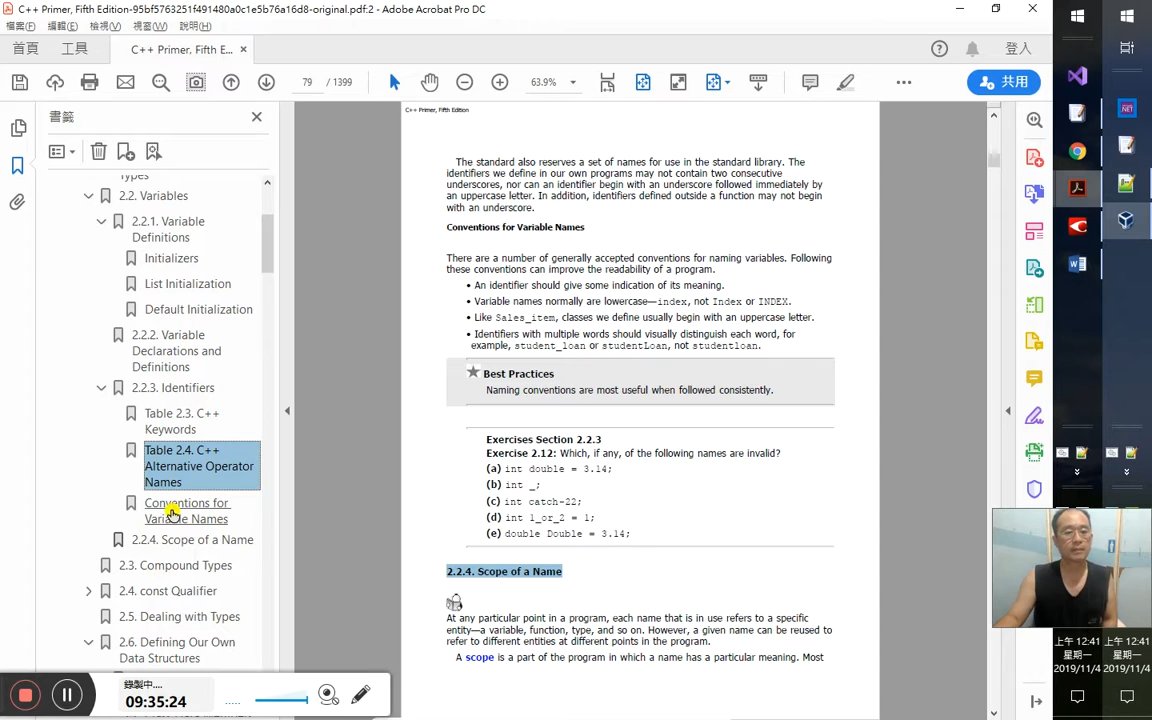 C++ Primer, Fifth Edition-95bf5763251f491480a0c1e5b76a16d8-original.pdf:2 - Adobe Acrobat Pro DC
檔案(F) 編輯(E) 檢視(V) 視窗(W) 說明(H)
首頁 工具 C++ Primer, Fifth E... × 登入
79 / 1399 63.9% 共用
書籤
Types
2.2. Variables
2.2.1. Variable
Definitions
Initializers
List Initialization
Default Initialization
2.2.2. Variable
Declarations and
Definitions
2.2.3. Identifiers
Table 2.3. C++
Keywords
Table 2.4. C++
Alternative Operator
Names
Conventions for
Variable Names
2.2.4. Scope of a Name
2.3. Compound Types
2.4. const Qualifier
2.5. Dealing with Types
2.6. Defining Our Own
Data Structures
C++ Primer, Fifth Edition
The standard also reserves a set of names for use in the standard library. The
identifiers we define in our own programs may not contain two consecutive
underscores, nor can an identifier begin with an underscore followed immediately by
an uppercase letter. In addition, identifiers defined outside a function may not begin
with an underscore.
Conventions for Variable Names
There are a number of generally accepted conventions for naming variables. Following
these conventions can improve the readability of a program.
• An identifier should give some indication of its meaning.
• Variable names normally are lowercase—index, not Index or INDEX.
• Like Sales_item, classes we define usually begin with an uppercase letter.
• Identifiers with multiple words should visually distinguish each word, for
example, student_loan or studentLoan, not studentloan.
Best Practices
Naming conventions are most useful when followed consistently.
Exercises Section 2.2.3
Exercise 2.12: Which, if any, of the following names are invalid?
(a) int double = 3.14;
(b) int _;
(c) int catch-22;
(d) int 1_or_2 = 1;
(e) double Double = 3.14;
2.2.4. Scope of a Name
At any particular point in a program, each name that is in use refers to a specific
entity—a variable, function, type, and so on. However, a given name can be reused to
refer to different entities at different points in the program.
A scope is a part of the program in which a name has a particular meaning. Most
錄製中....
09:35:24
.NET
上午 12:41 上午 12:41
星期一 星期一
2019/11/4 2019/11/4